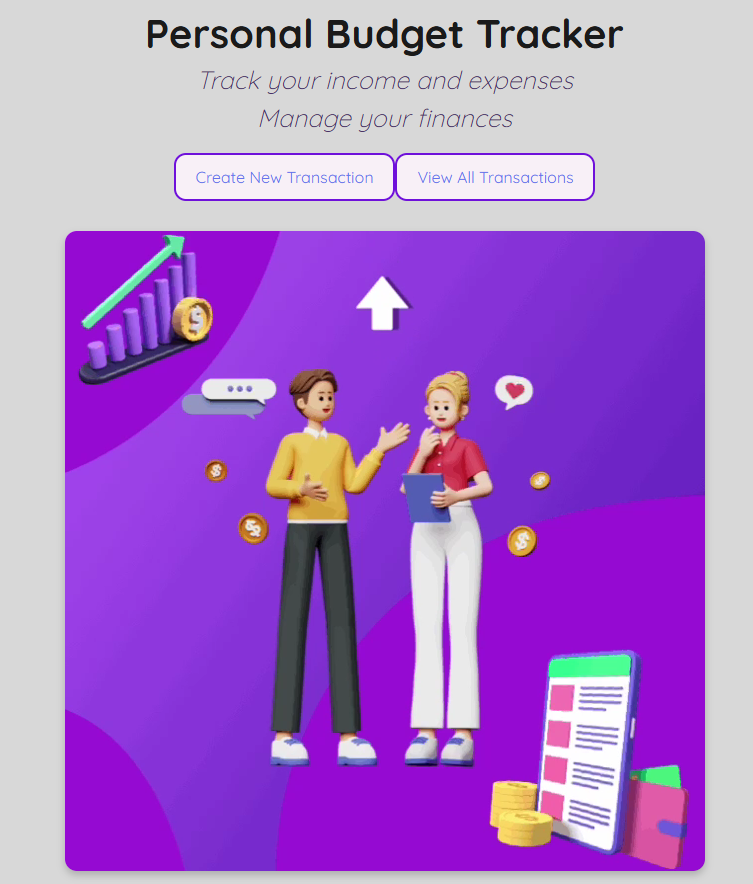 Personal Budget Tracker
Track your income and expenses
Manage your finances
Create New Transaction
View All Transactions
$
$
$
$
$